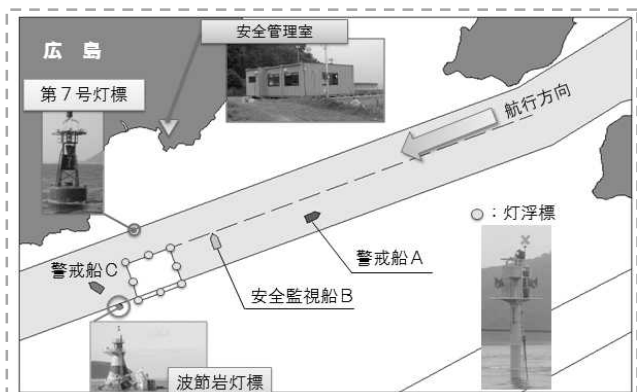 安全管理室
広島
第7号灯標
航行方向
○：灯浮標
警戒船A
警戒船C
安全監視船B
波節岩灯標